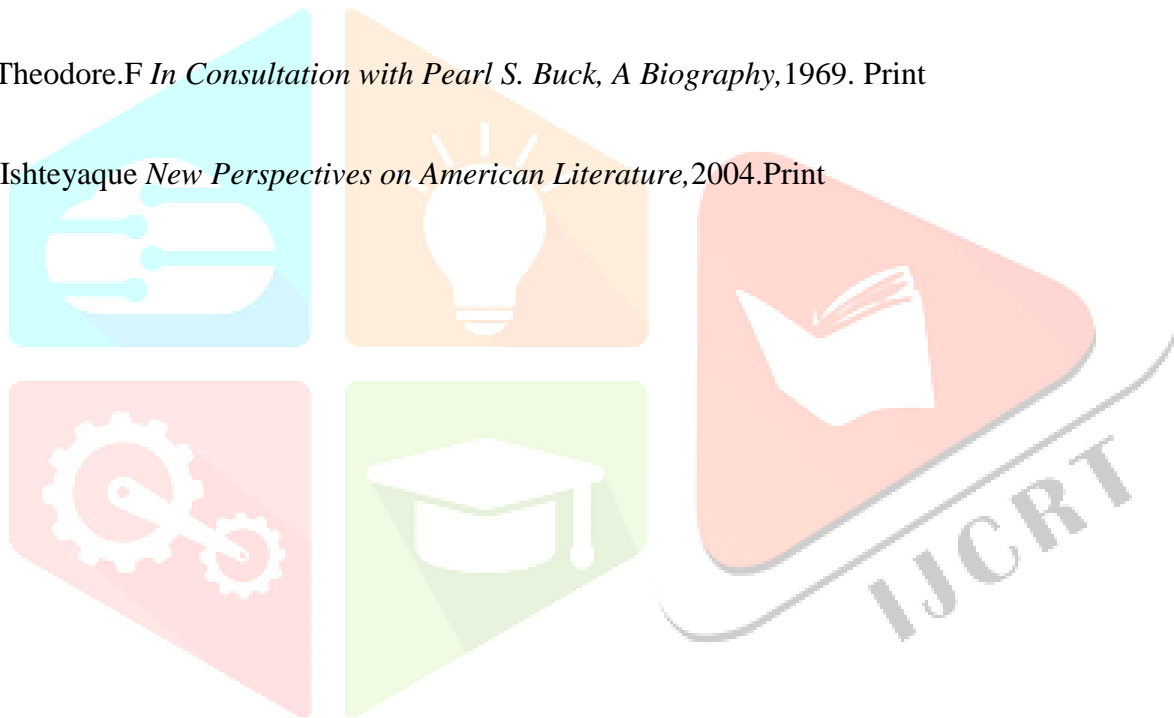 Theodore.F In Consultation with Pearl S. Buck, A Biography,1969. Print
Ishteyaque New Perspectives on American Literature,2004.Print
IJCRT